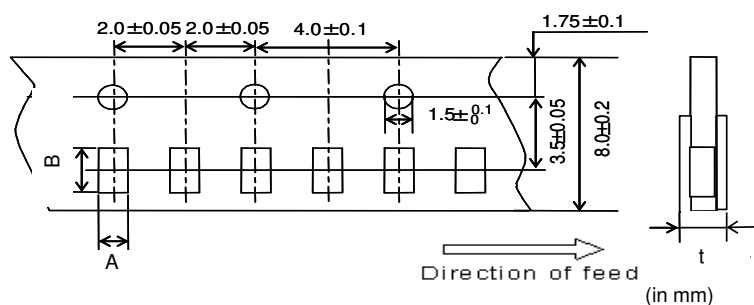 2.0±0.05 2.0±0.05 4.0±0.1 1.75±0.1
1.5±0.1 0
3.5±0.05
8.0±0.2
B
A
t
Direction of feed
(in mm)